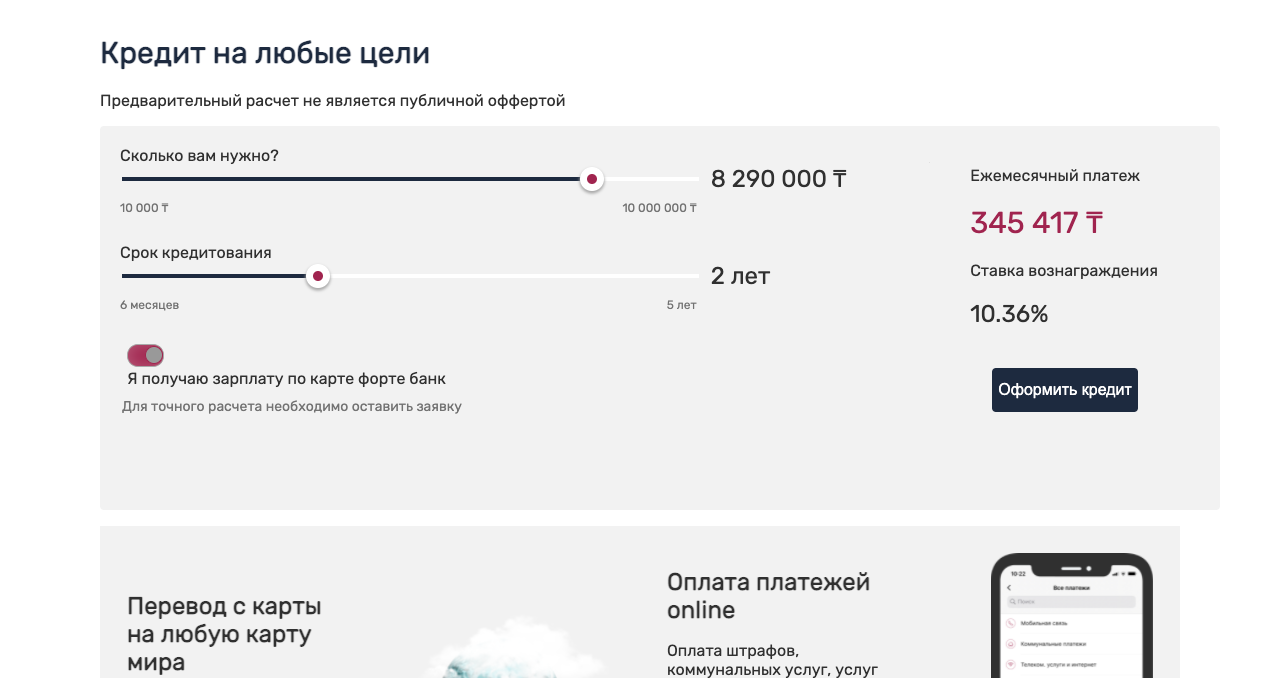 Кредит на любые цели
Предварительный расчет не является публичной оффертой
Сколько вам нужно?
8 290 000 ₸
10 000 ₸
10 000 000 ₸
Срок кредитования
2 лет
6 месяцев
5 лет
Я получаю зарплату по карте форте банк
Для точного расчета необходимо оставить заявку
Ежемесячный платеж
345 417 ₸
Ставка вознаграждения
10.36%
Оформить кредит
Перевод с карты
на любую карту
мира
Оплата платежей
online
Оплата штрафов,
коммунальных услуг, услуг
10:22
Все платежи
Поиск
Мобильная связь
Коммунальные платежи
Телеком, услуги и интернет